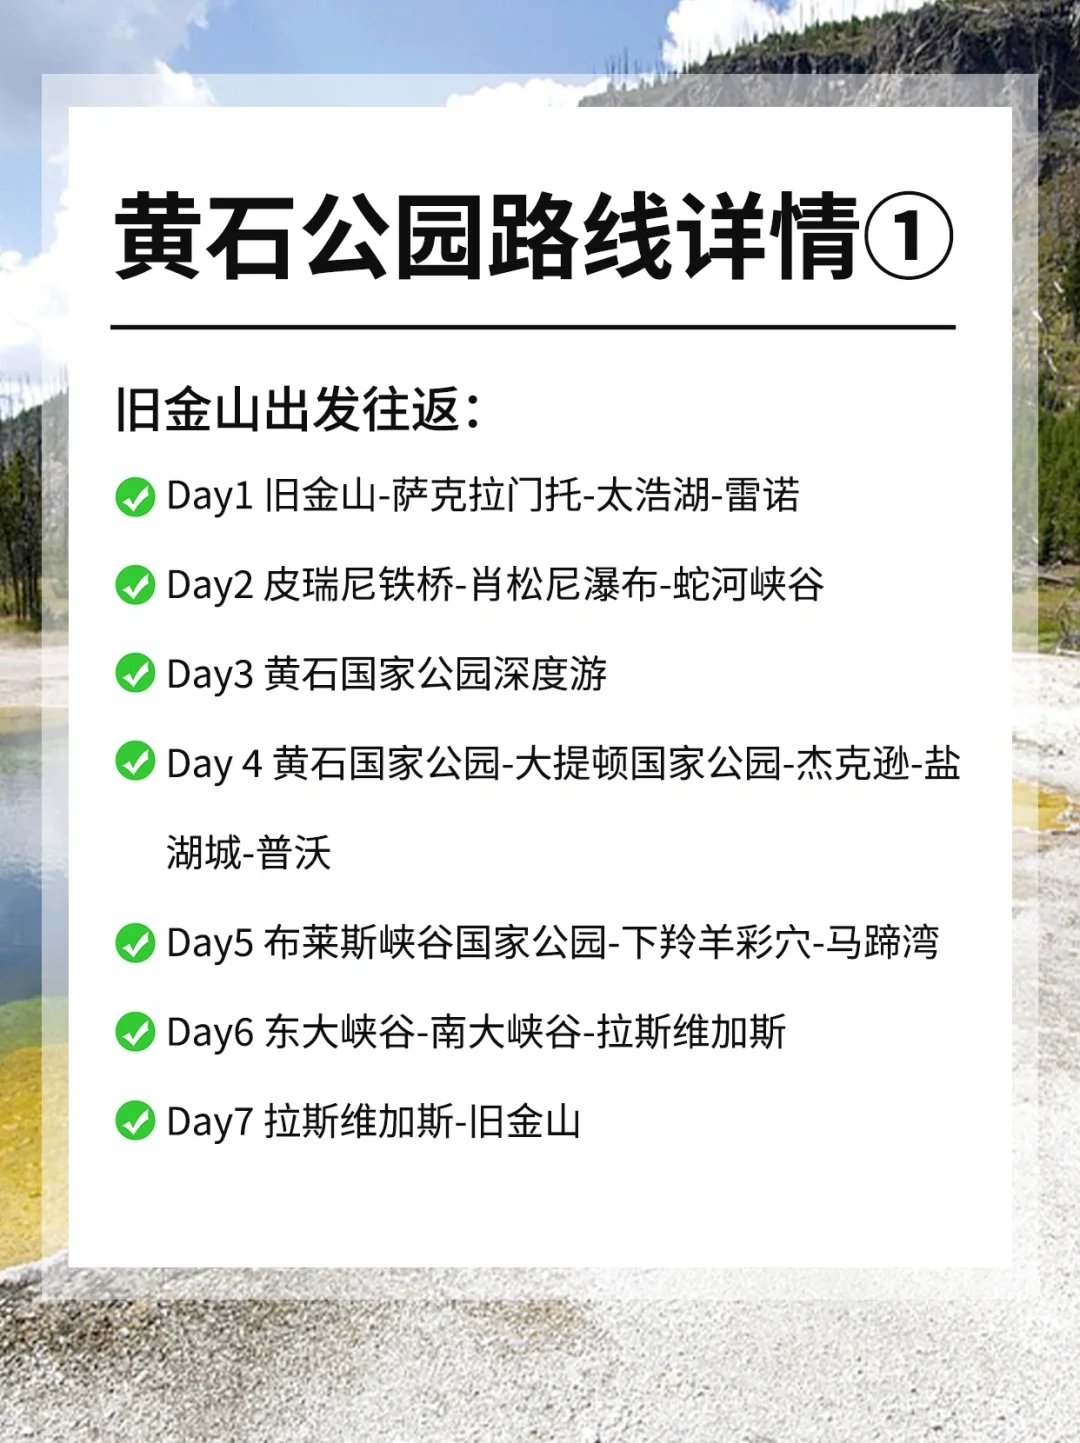 黄石公园路线详情①
旧金山出发往返：
Day1 旧金山-萨克拉门托-太浩湖-雷诺
Day2 皮瑞尼铁桥-肖松尼瀑布-蛇河峡谷
Day3 黄石国家公园深度游
Day 4 黄石国家公园-大提顿国家公园-杰克逊-盐
湖城-普沃
Day5 布莱斯峡谷国家公园-下羚羊彩穴-马蹄湾
Day6 东大峡谷-南大峡谷-拉斯维加斯
Day7 拉斯维加斯-旧金山